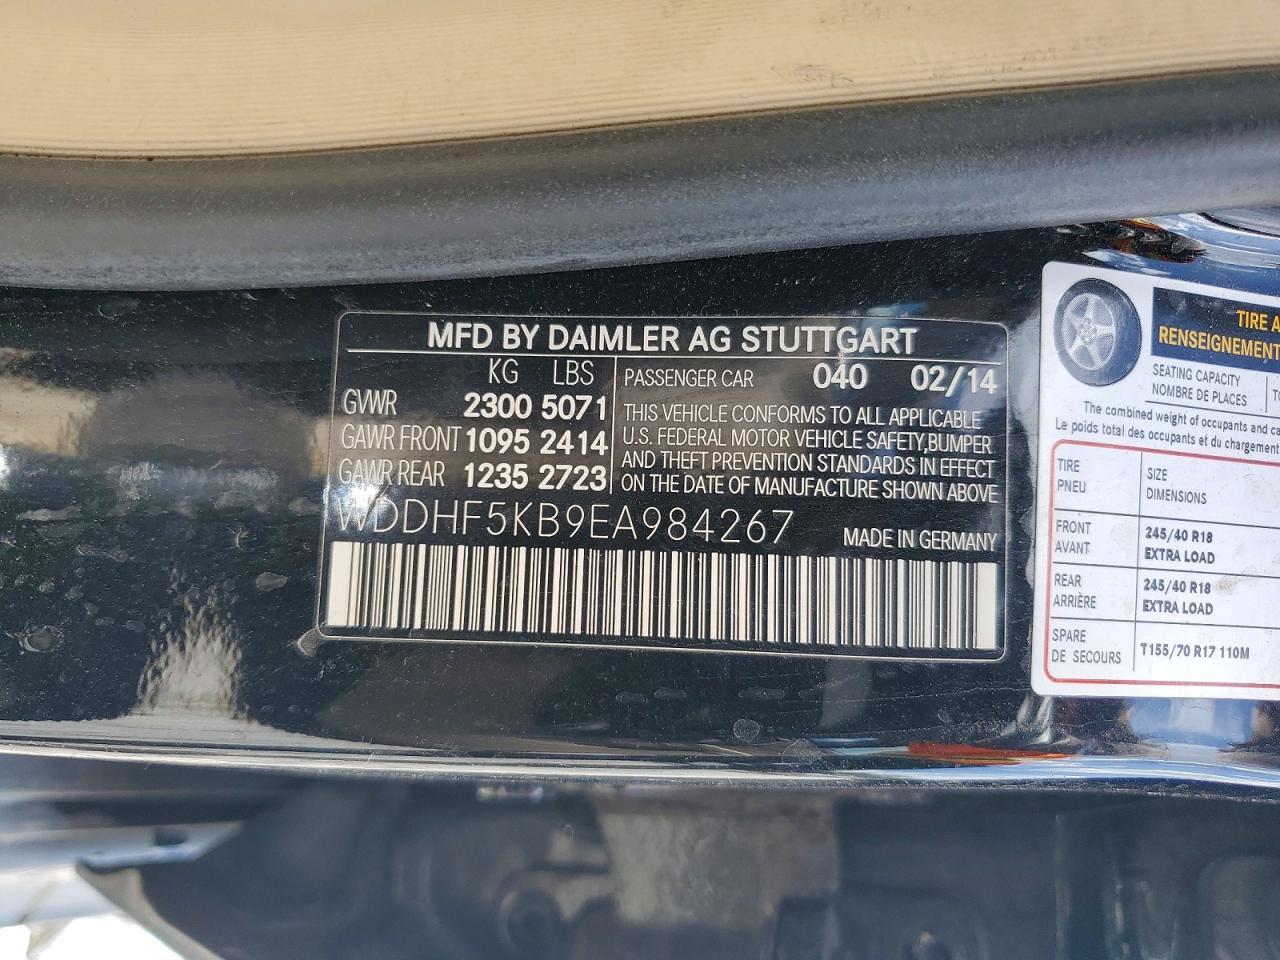 MFD BY DAIMLER AG STUTTGART
KG LBS
GVWR 2300 5071
GAWR FRONT 1095 2414
GAWR REAR 1235 2723
PASSENGER CAR 040 02/14
THIS VEHICLE CONFORMS TO ALL APPLICABLE
U.S. FEDERAL MOTOR VEHICLE SAFETY,BUMPER
AND THEFT PREVENTION STANDARDS IN EFFECT
ON THE DATE OF MANUFACTURE SHOWN ABOVE
WDDHF5KB9EA984267
MADE IN GERMANY
TIRE A
RENSEIGNEMENT
SEATING CAPACITY
NOMBRE DE PLACES
The combined weight of occupants and ca
Le poids total des occupants et du chargement
TIRE SIZE
PNEU DIMENSIONS
FRONT 245/40 R18
AVANT EXTRA LOAD
REAR 245/40 R18
ARRIÈRE EXTRA LOAD
SPARE T155/70 R17 110M
DE SECOURS